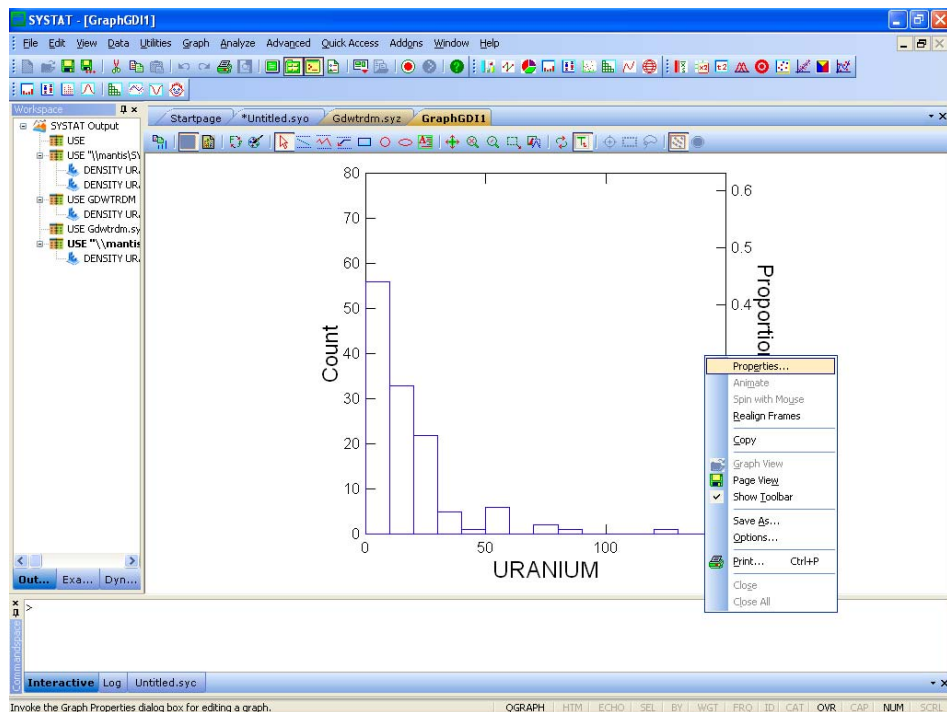 SYSTAT - [GraphGDI1]
File Edit View Data Utilities Graph Analyze Advanced Quick Access Addons Window Help
Workspace
Startpage *Untitled.syo Gdwtrdm.syz GraphGDI1
SYSTAT Output
USE
USE "\\mantis\SY
DENSITY UR
DENSITY UR
USE GDWTRDM
DENSITY UR
USE Gdwtrdm.sy
USE "\\mantis
DENSITY UR
80
70
60
50
40
30
20
10
0
Count
0 50 100
URANIUM
0.6
0.5
0.4
Proportion
Properties...
Animate
Spin with Mouse
Realign Frames
Copy
Graph View
Page View
Show Toolbar
Save As...
Options...
Print... Ctrl+P
Close
Close All
Out... Exa... Dyn...
>
Commandspace
Interactive Log Untitled.syc
Invoke the Graph Properties dialog box for editing a graph. QGRAPH HTM ECHO SEL BY WGT FRQ ID CAT OVR CAP NUM SCRL